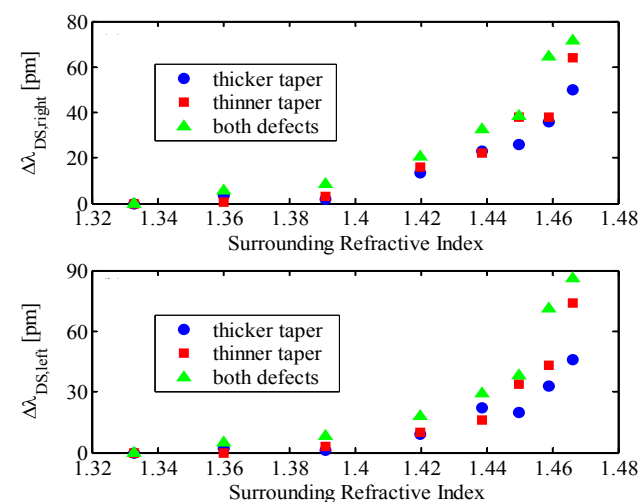 80
60
40
20
0
Δλ_DS,right [pm]
thicker taper
thinner taper
both defects
1.32 1.34 1.36 1.38 1.4 1.42 1.44 1.46 1.48
Surrounding Refractive Index
90
60
30
0
Δλ_DS,left [pm]
thicker taper
thinner taper
both defects
1.32 1.34 1.36 1.38 1.4 1.42 1.44 1.46 1.48
Surrounding Refractive Index